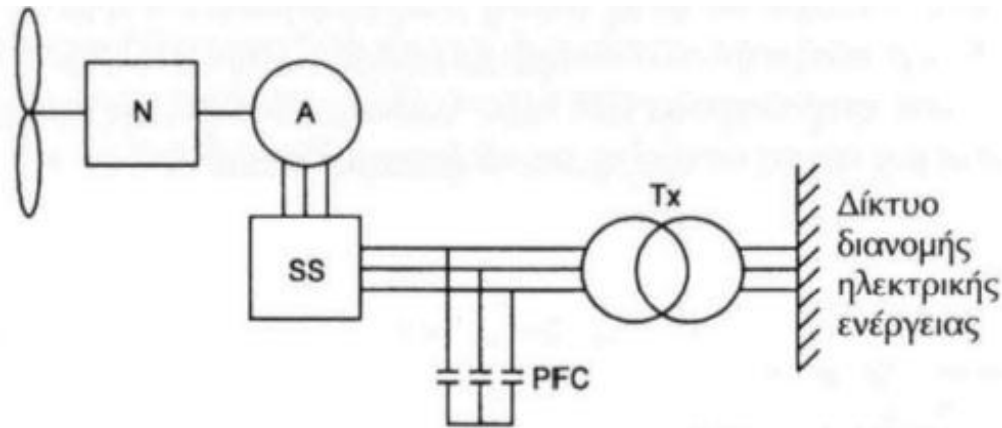 N
A
SS
Tx
PFC
Δίκτυο
διανομής
ηλεκτρικής
ενέργειας